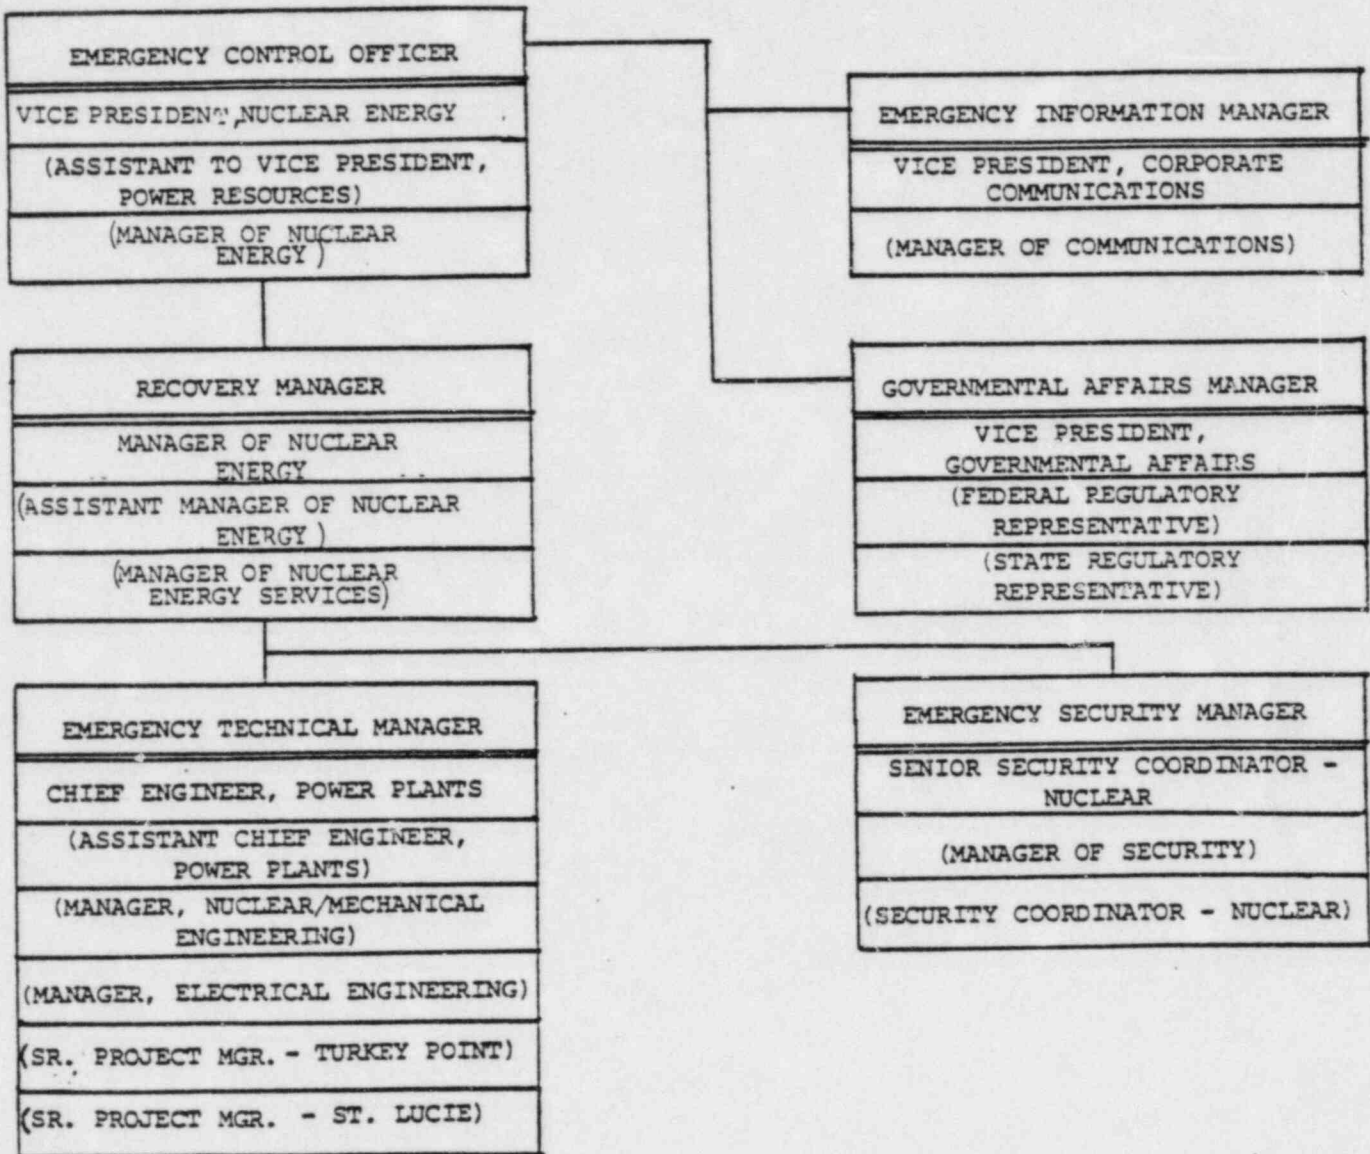 EMERGENCY CONTROL OFFICER
VICE PRESIDENT, NUCLEAR ENERGY
(ASSISTANT TO VICE PRESIDENT,
POWER RESOURCES)
(MANAGER OF NUCLEAR
ENERGY)
EMERGENCY INFORMATION MANAGER
VICE PRESIDENT, CORPORATE
COMMUNICATIONS
(MANAGER OF COMMUNICATIONS)
RECOVERY MANAGER
MANAGER OF NUCLEAR
ENERGY
(ASSISTANT MANAGER OF NUCLEAR
ENERGY)
(MANAGER OF NUCLEAR
ENERGY SERVICES)
GOVERNMENTAL AFFAIRS MANAGER
VICE PRESIDENT,
GOVERNMENTAL AFFAIRS
(FEDERAL REGULATORY
REPRESENTATIVE)
(STATE REGULATORY
REPRESENTATIVE)
EMERGENCY TECHNICAL MANAGER
CHIEF ENGINEER, POWER PLANTS
(ASSISTANT CHIEF ENGINEER,
POWER PLANTS)
(MANAGER, NUCLEAR/MECHANICAL
ENGINEERING)
(MANAGER, ELECTRICAL ENGINEERING)
(SR. PROJECT MGR. - TURKEY POINT)
(SR. PROJECT MGR. - ST. LUCIE)
EMERGENCY SECURITY MANAGER
SENIOR SECURITY COORDINATOR -
NUCLEAR
(MANAGER OF SECURITY)
(SECURITY COORDINATOR - NUCLEAR)